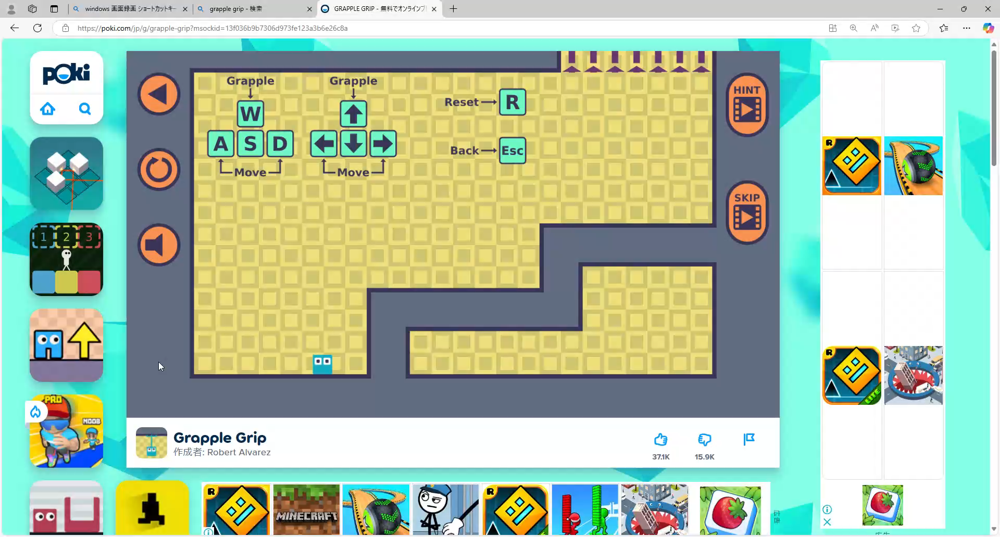 windows 画面録画 ショートカットキー
grapple grip - 検索
GRAPPLE GRIP - 無料でオンラインプ
https://poki.com/jp/g/grapple-grip?msockid=13f036b9b7306d973fe123a3b6e26c8a
POKI
Grapple
Grapple
W
A S D
Move
Move
Reset
R
Back
Esc
HINT
SKIP
1 2 3
PRO
NOOB
Grapple Grip
作成者: Robert Alvarez
37.1K
15.9K
R
MINECRAFT
R
広告
R
R
LITE